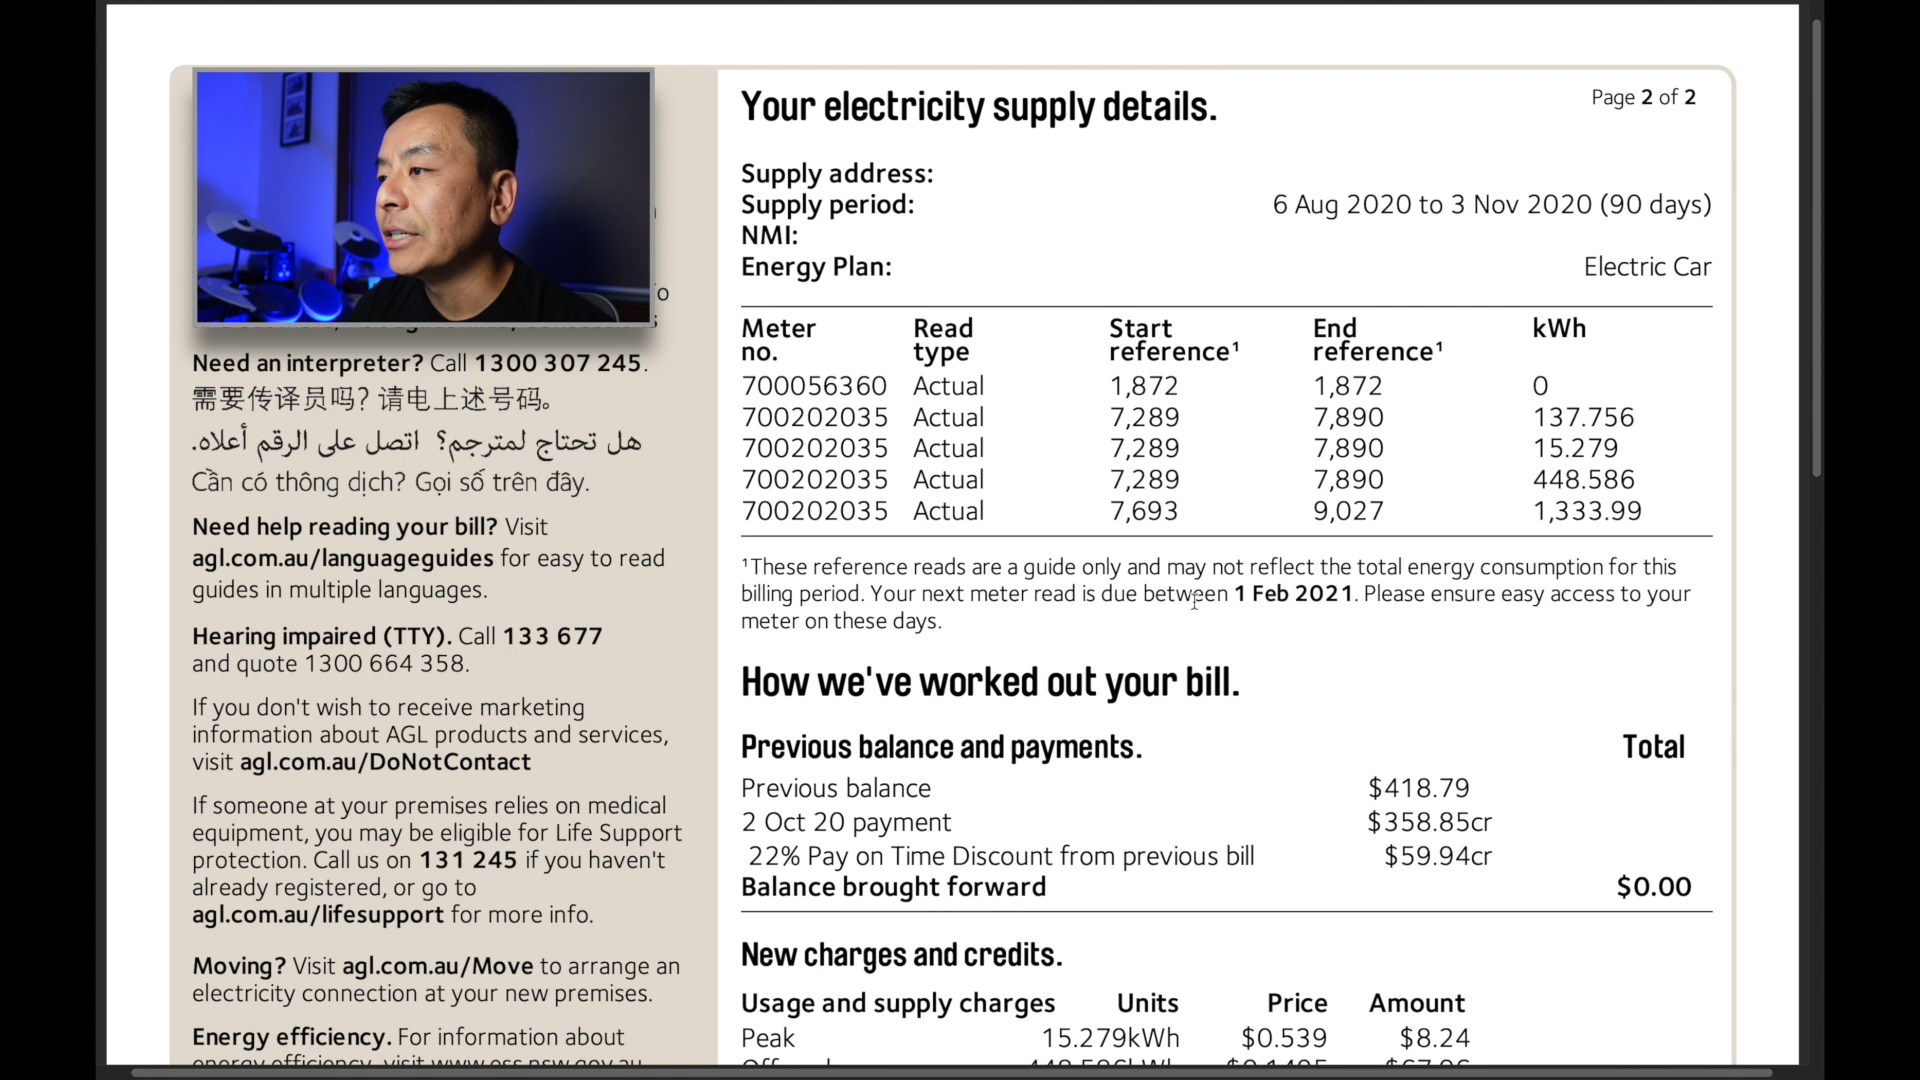 Need an interpreter? Call 1300 307 245.
需要传译员吗? 请电上述号码。
هل تحتاج لمترجم؟ اتصل على الرقم أعلاه.
Cần có thông dịch? Gọi số trên đây.
Need help reading your bill? Visit
agl.com.au/languageguides for easy to read
guides in multiple languages.
Hearing impaired (TTY). Call 133 677
and quote 1300 664 358.
If you don't wish to receive marketing
information about AGL products and services,
visit agl.com.au/DoNotContact
If someone at your premises relies on medical
equipment, you may be eligible for Life Support
protection. Call us on 131 245 if you haven't
already registered, or go to
agl.com.au/lifesupport for more info.
Moving? Visit agl.com.au/Move to arrange an
electricity connection at your new premises.
Energy efficiency. For information about
energy efficiency, visit www.oss.nsw.gov.au
Your electricity supply details.
Page 2 of 2
Supply address:
Supply period: 6 Aug 2020 to 3 Nov 2020 (90 days)
NMI:
Energy Plan: Electric Car
Meter no. Read type Start reference¹ End reference¹ kWh
700056360 Actual 1,872 1,872 0
700202035 Actual 7,289 7,890 137.756
700202035 Actual 7,289 7,890 15.279
700202035 Actual 7,289 7,890 448.586
700202035 Actual 7,693 9,027 1,333.99
¹These reference reads are a guide only and may not reflect the total energy consumption for this
billing period. Your next meter read is due between 1 Feb 2021. Please ensure easy access to your
meter on these days.
How we've worked out your bill.
Previous balance and payments. Total
Previous balance $418.79
2 Oct 20 payment $358.85cr
22% Pay on Time Discount from previous bill $59.94cr
Balance brought forward $0.00
New charges and credits.
Usage and supply charges Units Price Amount
Peak 15.279kWh $0.539 $8.24